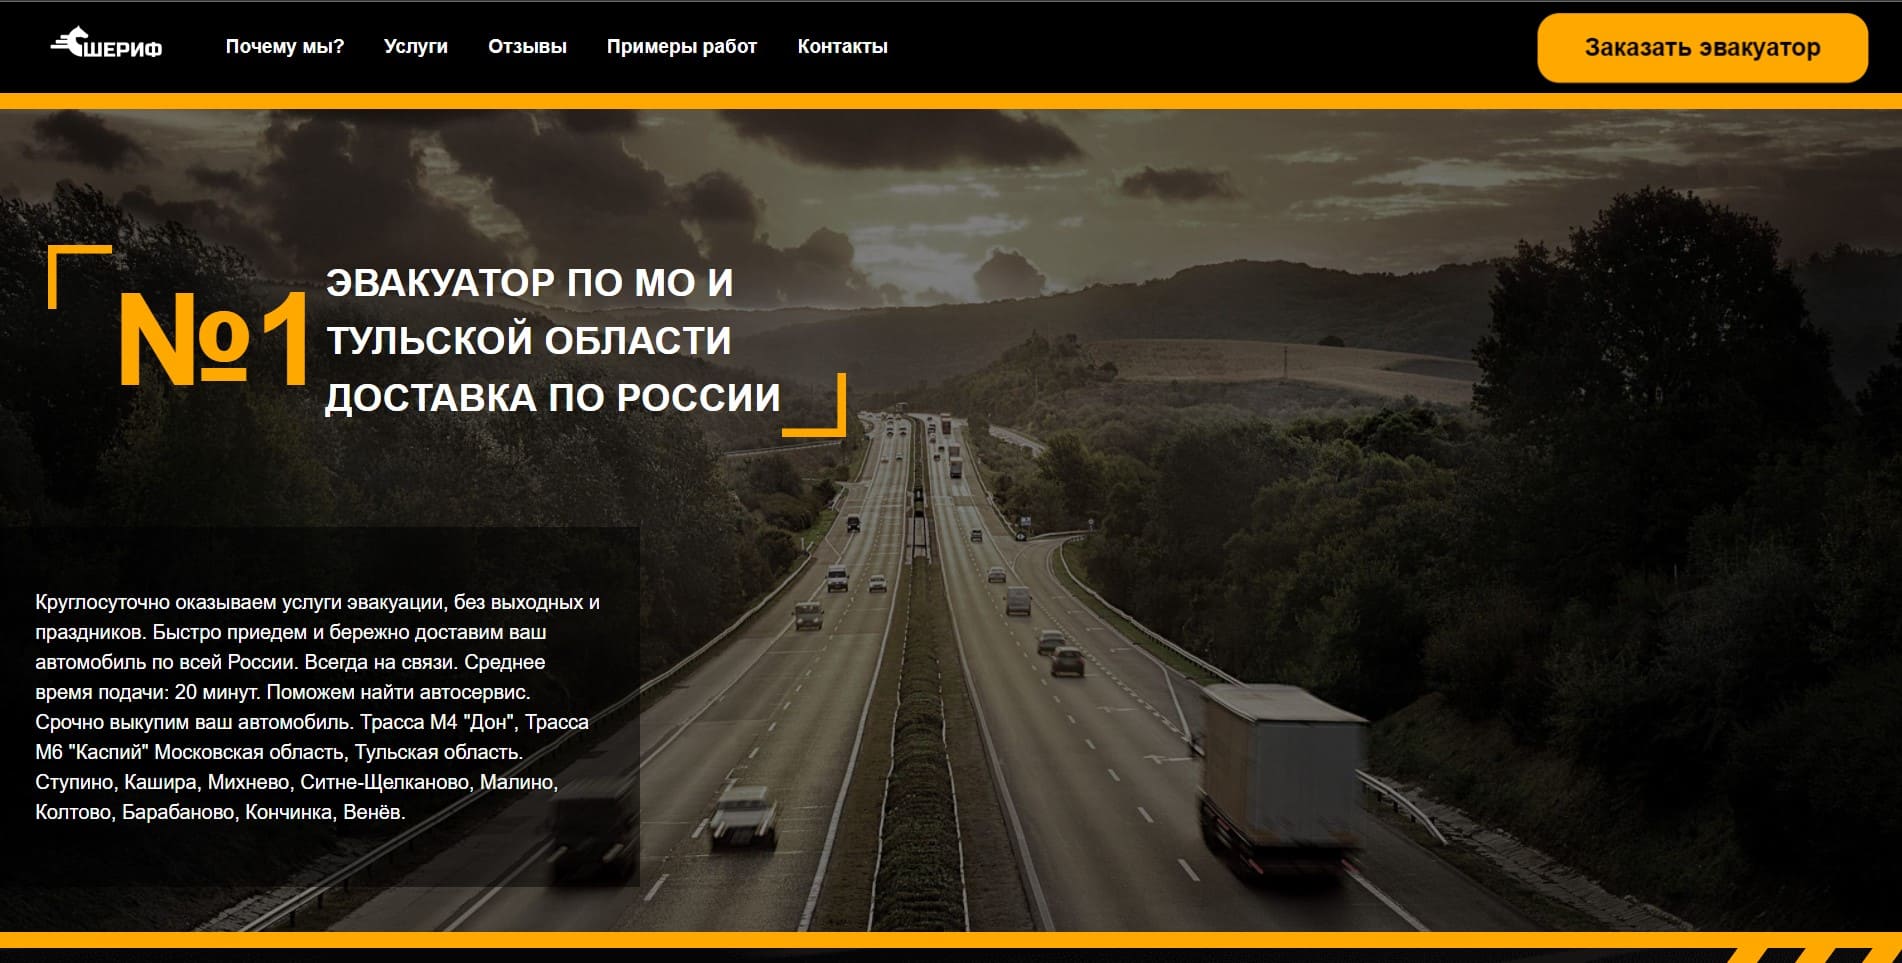 ШЕРИФ
Почему мы?
Услуги
Отзывы
Примеры работ
Контакты
Заказать эвакуатор
№1
ЭВАКУАТОР ПО МО И
ТУЛЬСКОЙ ОБЛАСТИ
ДОСТАВКА ПО РОССИИ
Круглосуточно оказываем услуги эвакуации, без выходных и
праздников. Быстро приедем и бережно доставим ваш
автомобиль по всей России. Всегда на связи. Среднее
время подачи: 20 минут. Поможем найти автосервис.
Срочно выкупим ваш автомобиль. Трасса М4 "Дон", Трасса
М6 "Каспий" Московская область, Тульская область.
Ступино, Кашира, Михнево, Ситне-Щелканово, Малино,
Колтово, Барабаново, Кончинка, Венёв.